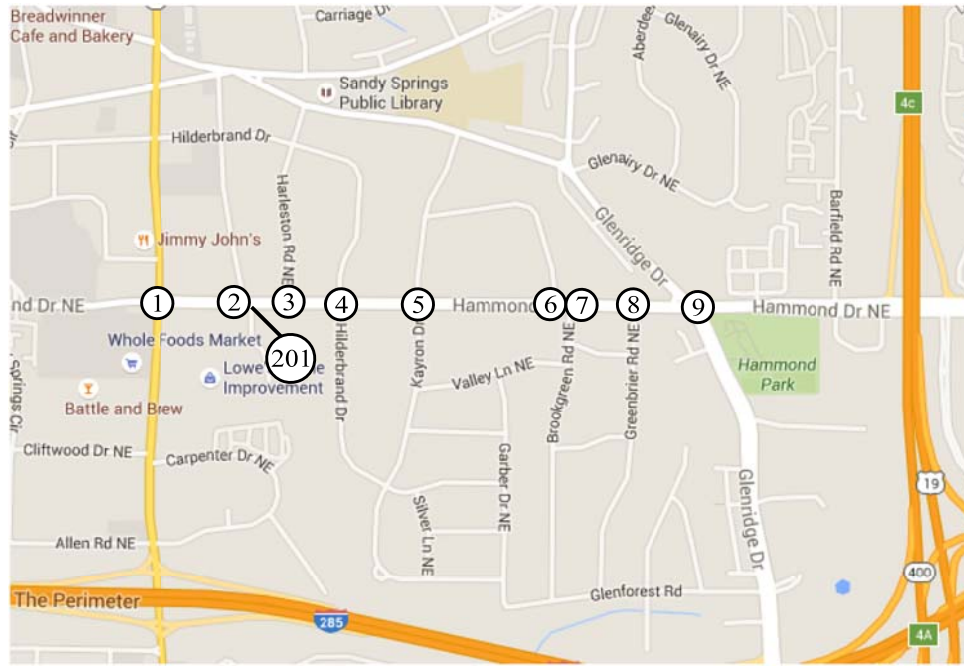 Breadwinner
Cafe and Bakery
Carriage Dr
Glenairy Dr NE
Sandy Springs
Public Library
4c
Hilderbrand Dr
Glenairy Dr NE
Harleston Rd NE
Barfield Rd NE
Glenridge Dr
Jimmy John's
nd Dr NE
1
2
3
4
5
Hammond
6
7
8
9
Hammond Dr NE
Whole Foods Market
201
Lowe
Improvement
Hilderbrand Dr
Kayron Dr
Valley Ln NE
Brookgreen Rd NE
Greenbrier Rd NE
Hammond
Park
Battle and Brew
Springs Cir
Cliftwood Dr NE
Carpenter Dr NE
Garber Dr NE
Glenridge Dr
19
Silver Ln NE
Allen Rd NE
400
The Perimeter
285
Glenforest Rd
4A